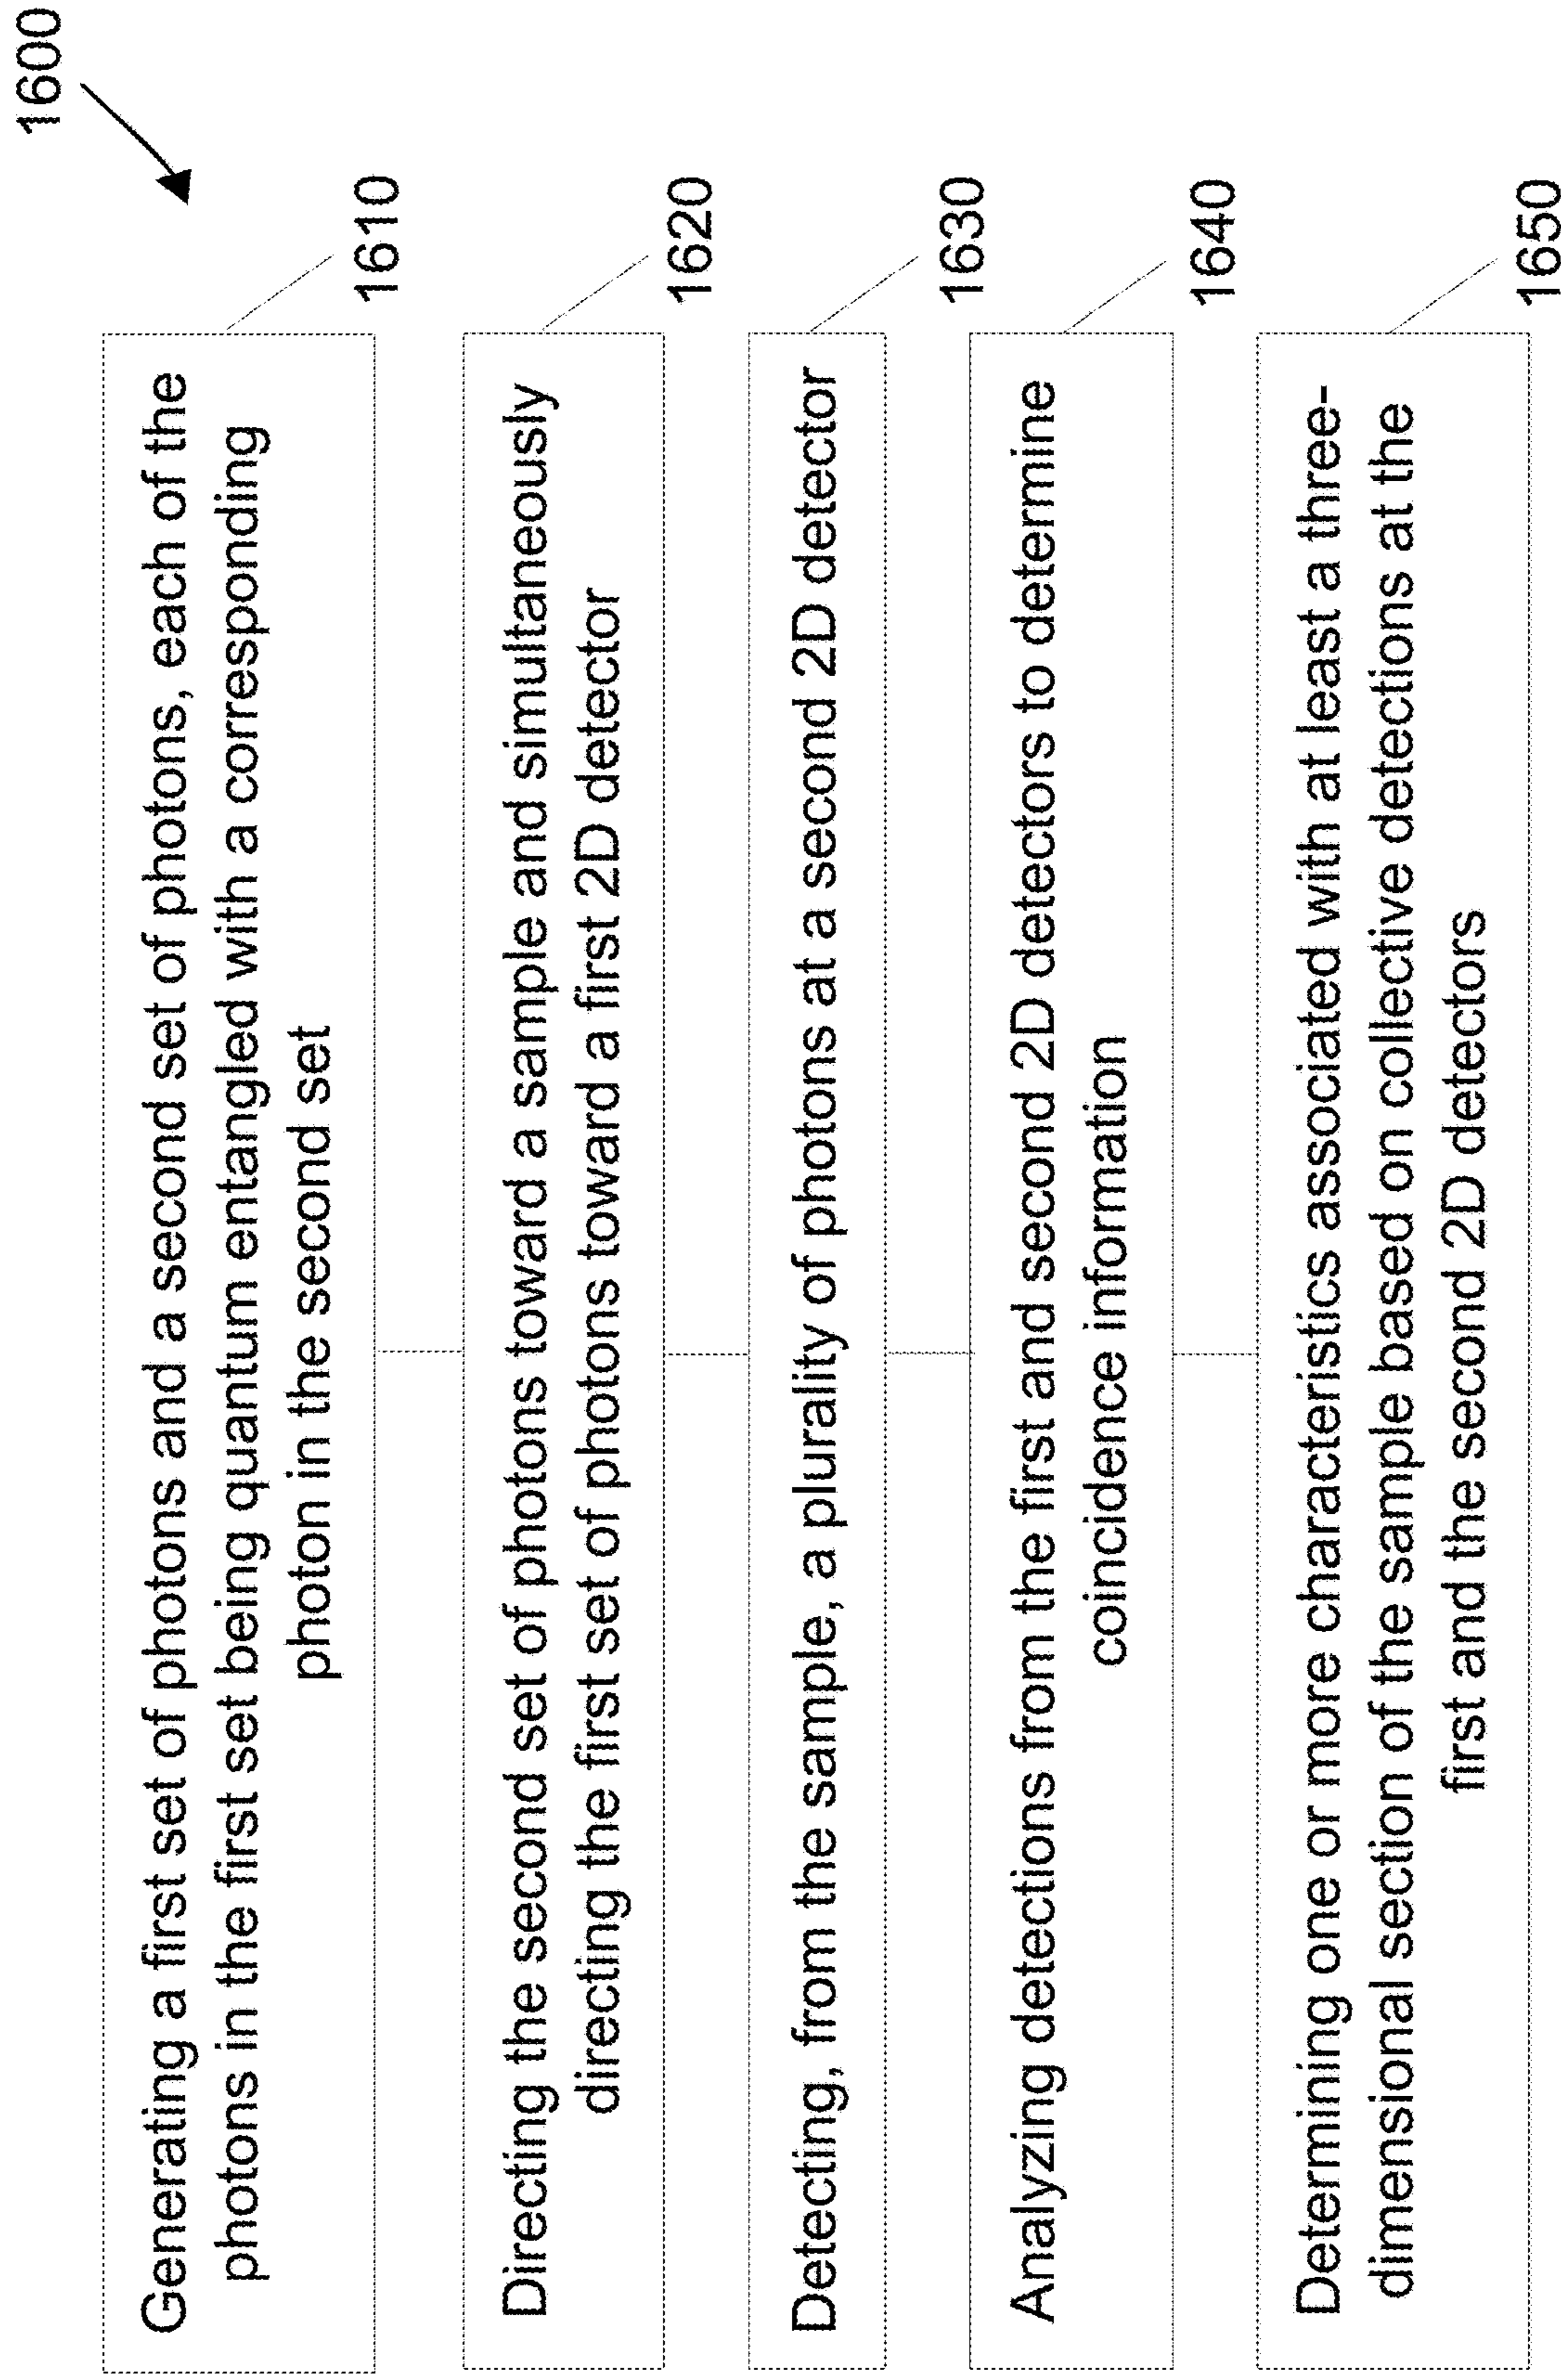 1600
Generating a first set of photons and a second set of photons, each of the
photons in the first set being quantum entangled with a corresponding
photon in the second set
1610
Directing the second set of photons toward a sample and simultaneously
directing the first set of photons toward a first 2D detector
1620
Detecting, from the sample, a plurality of photons at a second 2D detector
1630
Analyzing detections from the first and second 2D detectors to determine
coincidence information
1640
Determining one or more characteristics associated with at least a three-
dimensional section of the sample based on collective detections at the
first and the second 2D detectors
1650